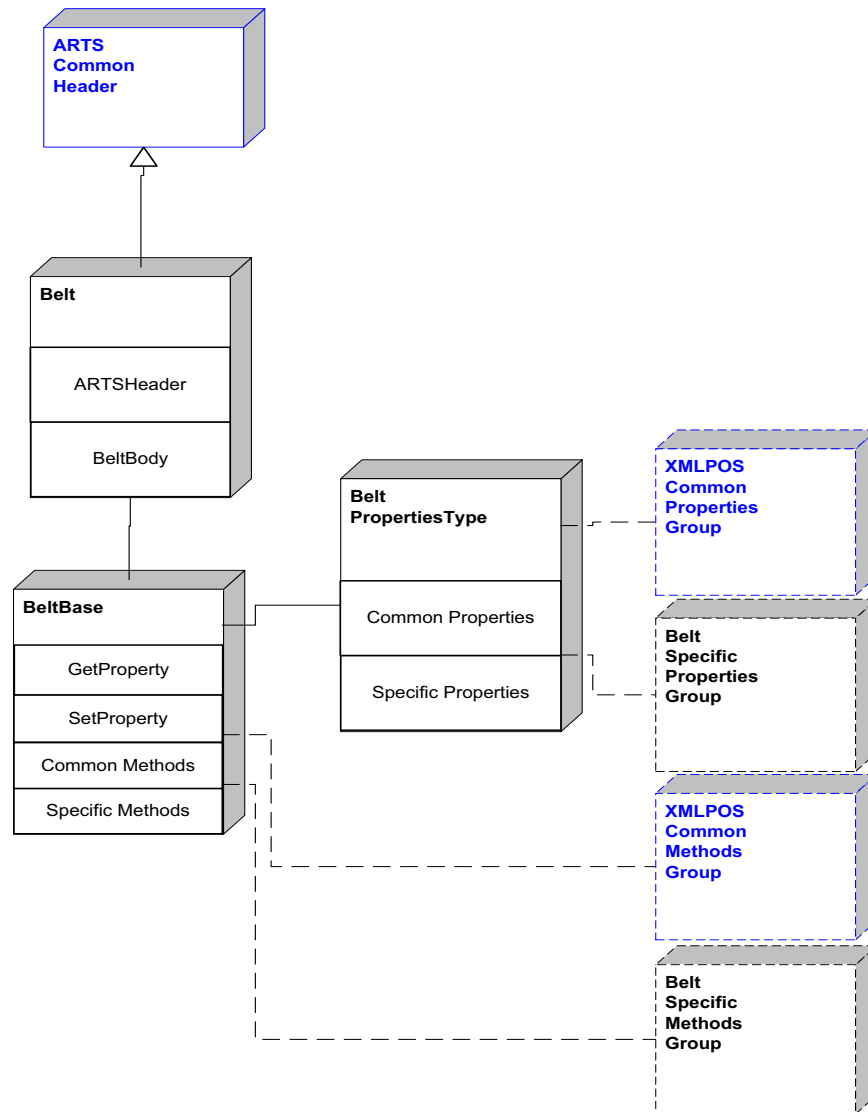 ARTS
Common
Header
Belt
ARTSHeader
BeltBody
Belt
PropertiesType
Common Properties
Specific Properties
XMLPOS
Common
Properties
Group
BeltBase
GetProperty
SetProperty
Common Methods
Specific Methods
Belt
Specific
Properties
Group
XMLPOS
Common
Methods
Group
Belt
Specific
Methods
Group